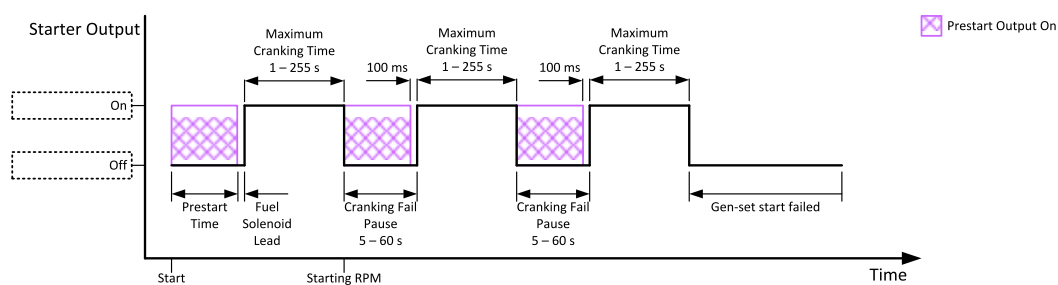 Starter Output
Prestart Output On
Maximum
Cranking Time
1 – 255 s
100 ms
Maximum
Cranking Time
1 – 255 s
100 ms
Maximum
Cranking Time
1 – 255 s
On
Off
Prestart
Time
Fuel
Solenoid
Lead
Cranking Fail
Pause
5 – 60 s
Cranking Fail
Pause
5 – 60 s
Gen-set start failed
Start
Starting RPM
Time